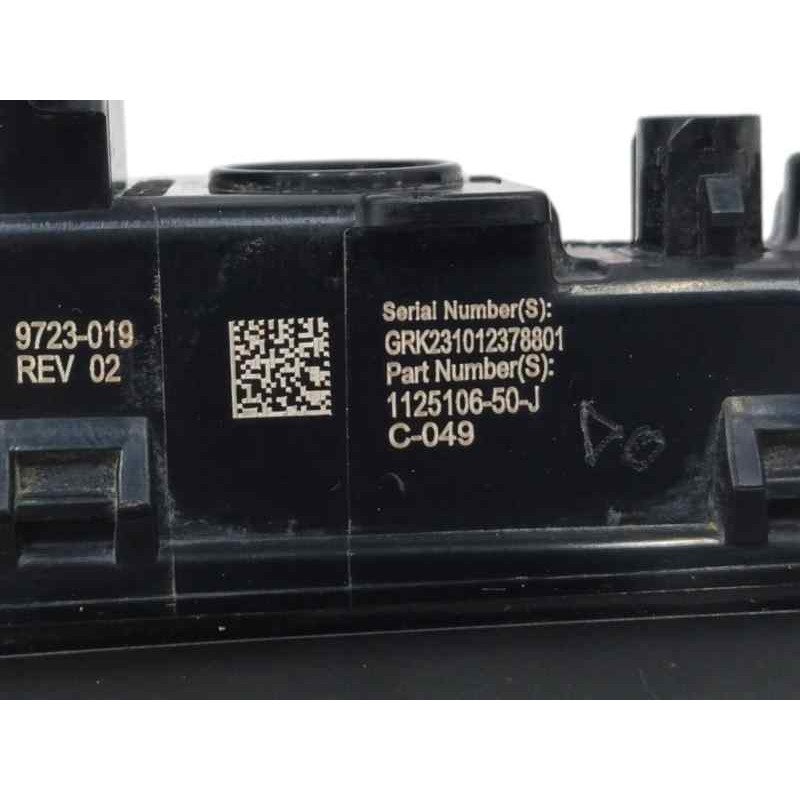 9723-019
REV 02
Serial Number(S):
GRK231012378801
Part Number(S):
1125106-50-J
C-049